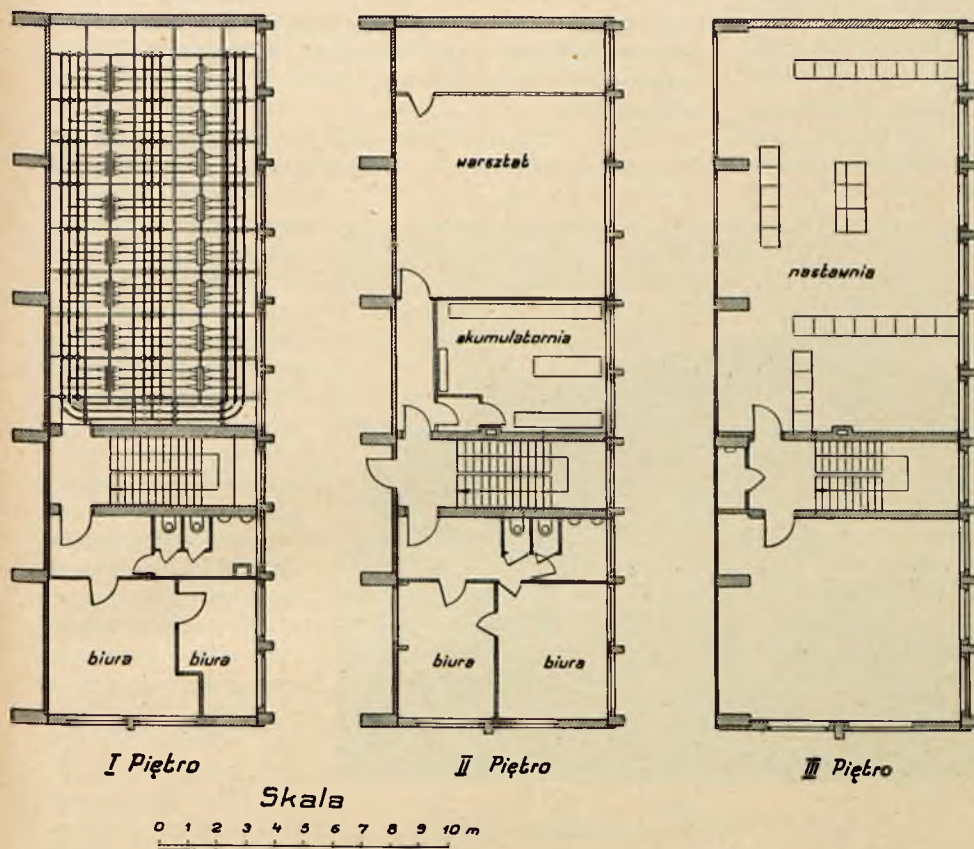 warsztat
nastawnia
akumulatornia
biura biura
biura biura
I Piętro II Piętro III Piętro
Skala
0 1 2 3 4 5 6 7 8 9 10 m